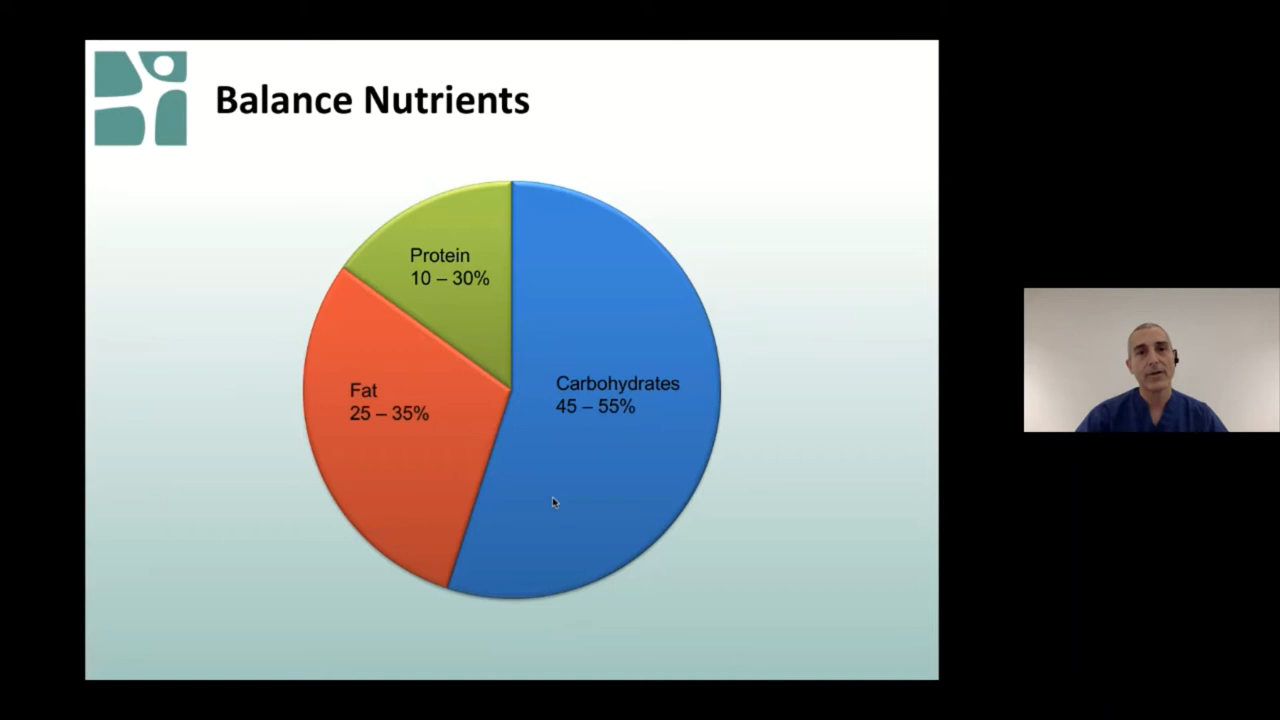 Balance Nutrients
Protein
10 – 30%
Fat
25 – 35%
Carbohydrates
45 – 55%